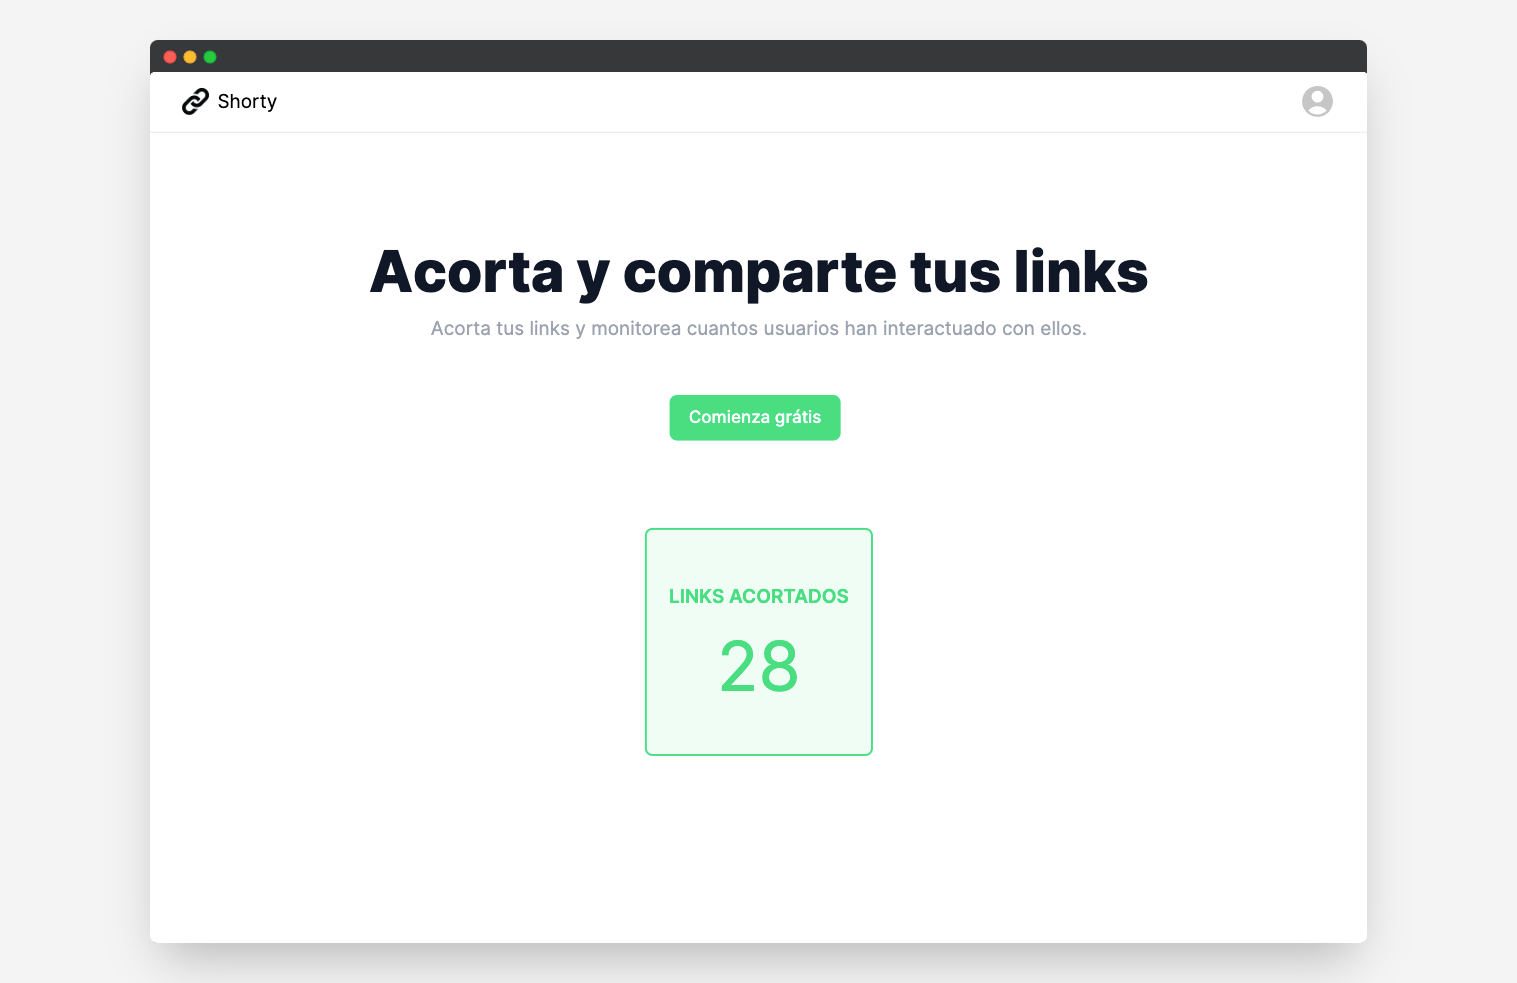 Shorty
Acorta y comparte tus links
Acorta tus links y monitorea cuantos usuarios han interactuado con ellos.
Comienza grátis
LINKS ACORTADOS
28